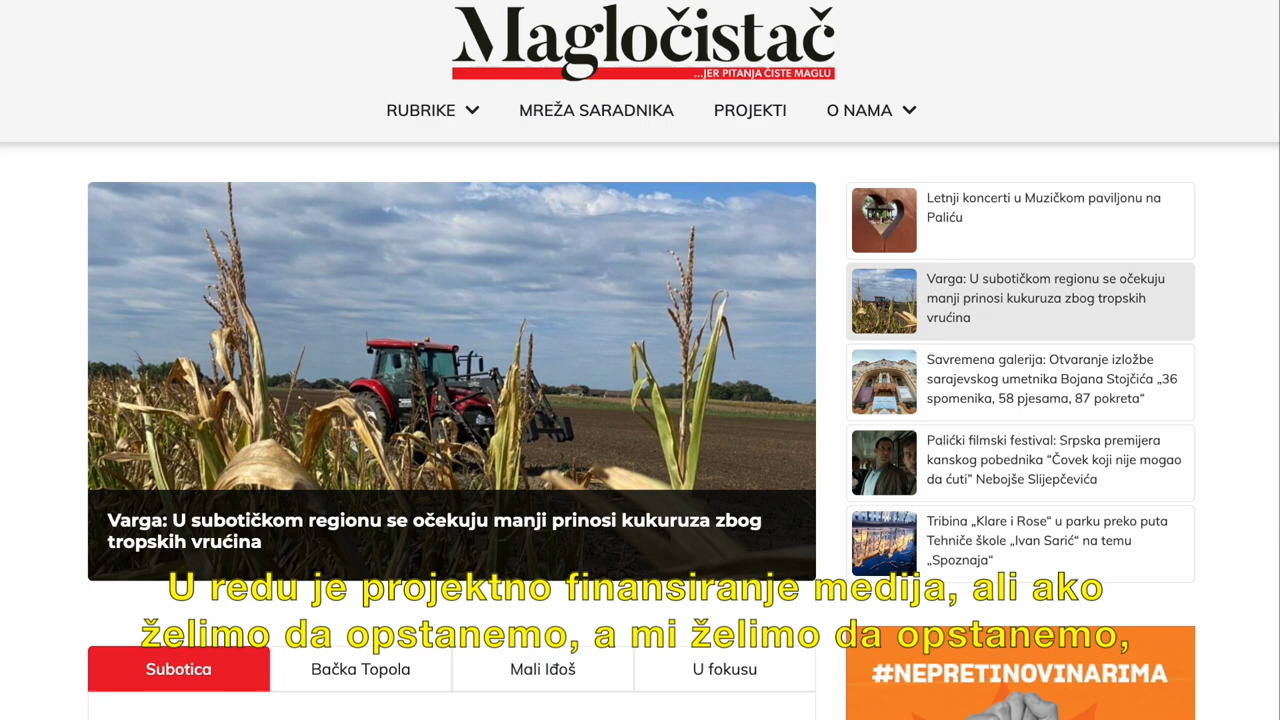 Magločistač
...JER PITANJA ČISTE MAGLU
RUBRIKE
MREŽA SARADNIKA
PROJEKTI
O NAMA
Varga: U subotičkom regionu se očekuju manji prinosi kukuruza zbog
tropskih vrućina
Letnji koncerti u Muzičkom paviljonu na
Paliću
Varga: U subotičkom regionu se očekuju
manji prinosi kukuruza zbog tropskih
vrućina
Savremena galerija: Otvaranje izložbe
sarajevskog umetnika Bojana Stojčića „36
spomenika, 58 pjesama, 87 pokreta“
Palićki filmski festival: Srpska premijera
kanskog pobednika “Čovek koji nije mogao
da ćuti” Nebojše Slijepčevića
Tribina „Klare i Rose“ u parku preko puta
Tehniče škole „Ivan Sarić“ na temu
„Spoznaja“
U redu je projektno finansiranje medija, ali ako
želimo da opstanemo, a mi želimo da opstanemo,
Subotica
Bačka Topola
Mali Iđoš
U fokusu
#NEPRETINOVINARIMA